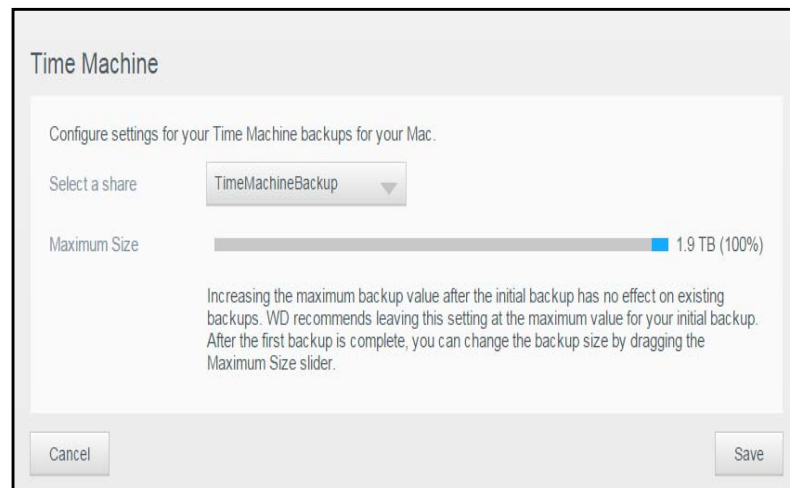 Time Machine
Configure settings for your Time Machine backups for your Mac.
Select a share TimeMachineBackup
Maximum Size 1.9 TB (100%)
Increasing the maximum backup value after the initial backup has no effect on existing
backups. WD recommends leaving this setting at the maximum value for your initial backup.
After the first backup is complete, you can change the backup size by dragging the
Maximum Size slider.
Cancel Save